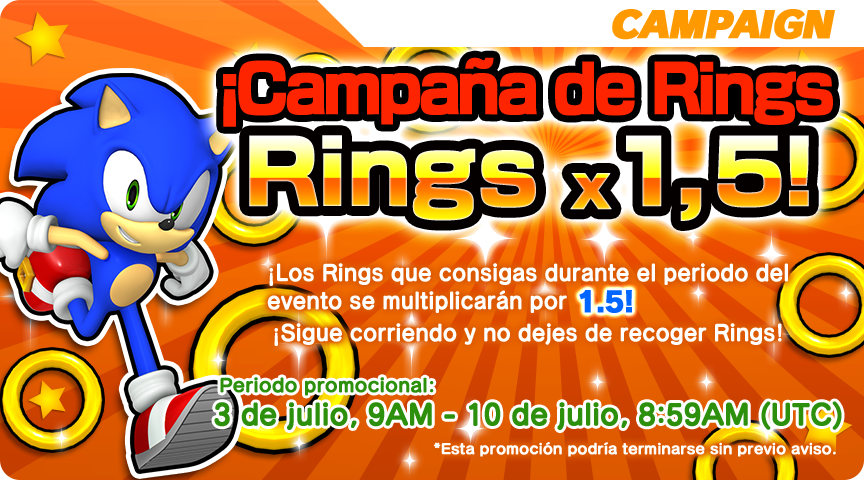 CAMPAIGN
¡Campaña de Rings
Rings x 1,5!
¡Los Rings que consigas durante el periodo del
evento se multiplicarán por 1.5!
¡Sigue corriendo y no dejes de recoger Rings!
Periodo promocional:
3 de julio, 9AM - 10 de julio, 8:59AM (UTC)
*Esta promoción podría terminarse sin previo aviso.